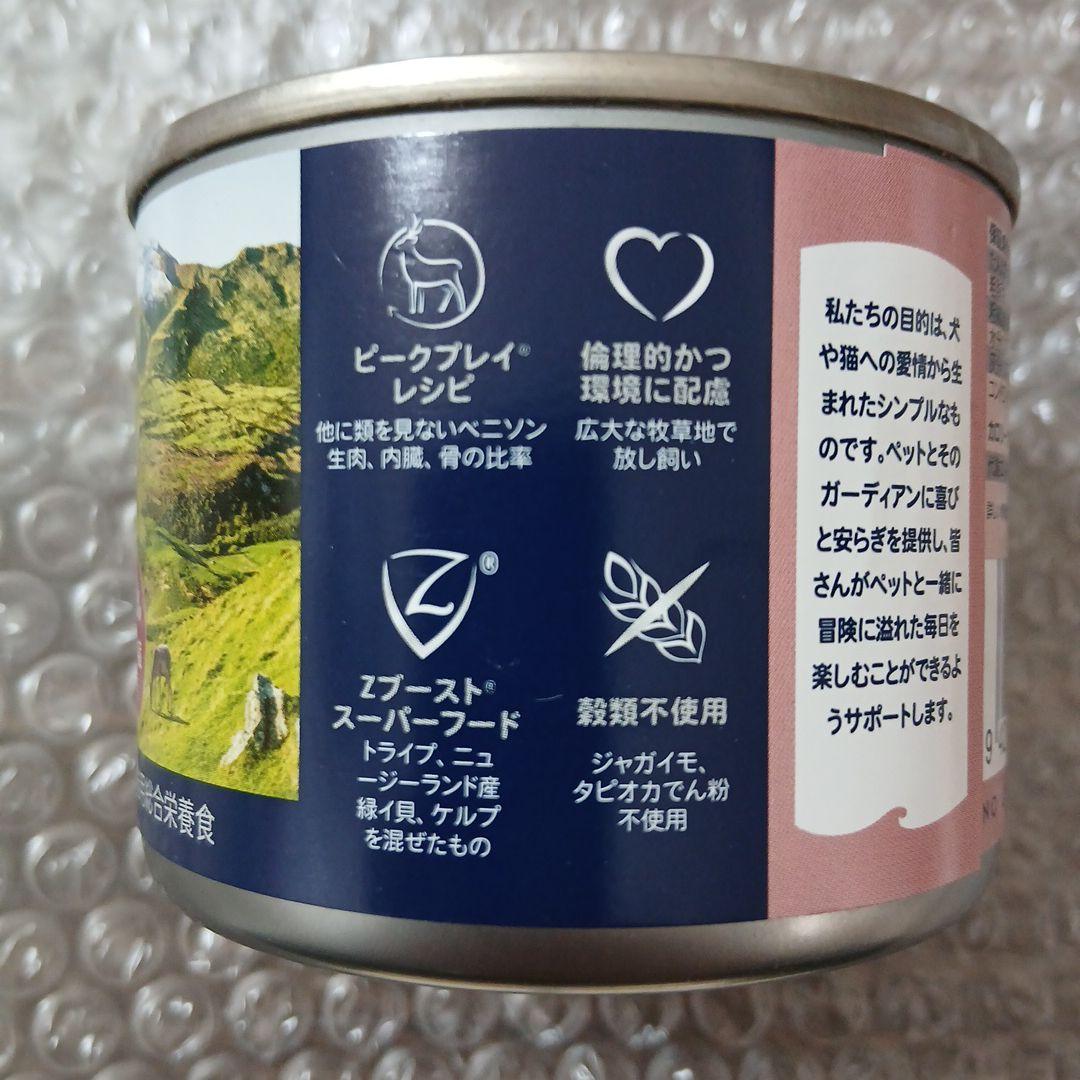 ピークプレイ®
レシピ
他に類を見ないベニソン
生肉、内臓、骨の比率
倫理的かつ
環境に配慮
広大な牧草地で
放し飼い
Z®
Zブースト®
スーパーフード
トライプ、ニュ
ージーランド産
緑イ貝、ケルプ
を混ぜたもの
穀類不使用
ジャガイモ、
タピオカでん粉
不使用
総合栄養食
私たちの目的は、犬
や猫への愛情から生
まれたシンプルなも
のです。ペットとその
ガーディアンに喜び
と安らぎを提供し、皆
さんがペットと一緒に
冒険に溢れた毎日を
楽しむことができるよ
うサポートします。
9
NO